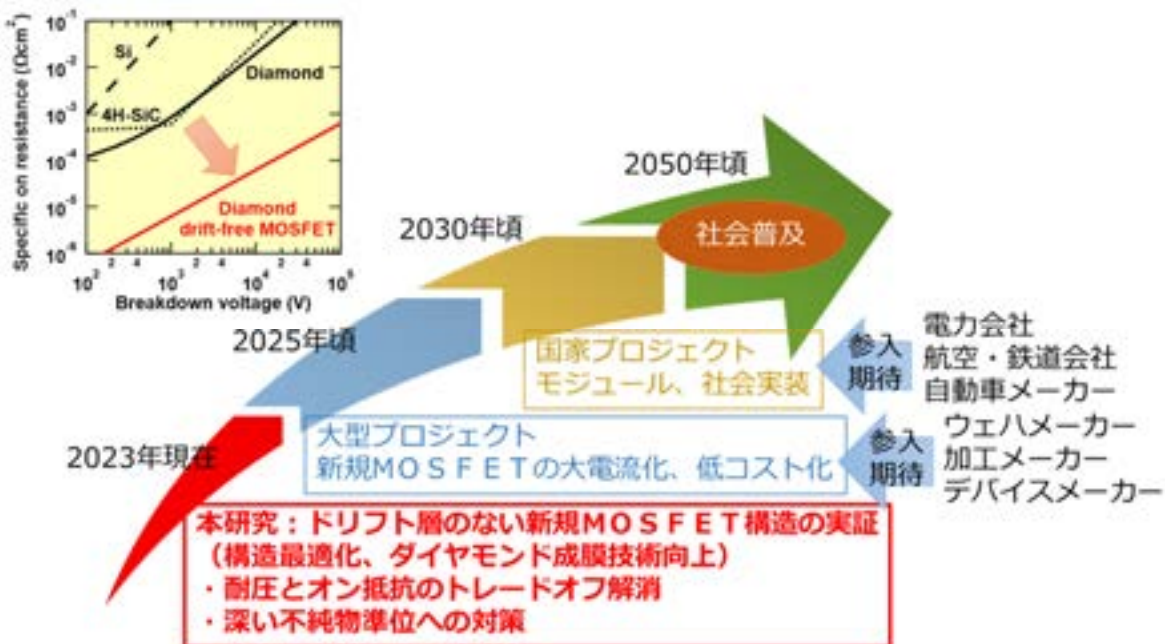 Specific on resistance (Ωcm²)
10⁻¹
10⁻²
10⁻³
10⁻⁴
10⁻⁵
10⁻⁶
Si
Diamond
4H-SiC
Diamond
drift-free MOSFET
10² 2 4 10³ 2 4 10⁴ 2 4 10⁵
Breakdown voltage (V)
2050年頃
社会普及
2030年頃
2025年頃
2023年現在
国家プロジェクト
モジュール、社会実装
参入
期待
電力会社
航空・鉄道会社
自動車メーカー
大型プロジェクト
新規MOSFETの大電流化、低コスト化
参入
期待
ウェハメーカー
加工メーカー
デバイスメーカー
本研究：ドリフト層のない新規MOSFET構造の実証
（構造最適化、ダイヤモンド成膜技術向上）
・耐圧とオン抵抗のトレードオフ解消
・深い不純物準位への対策